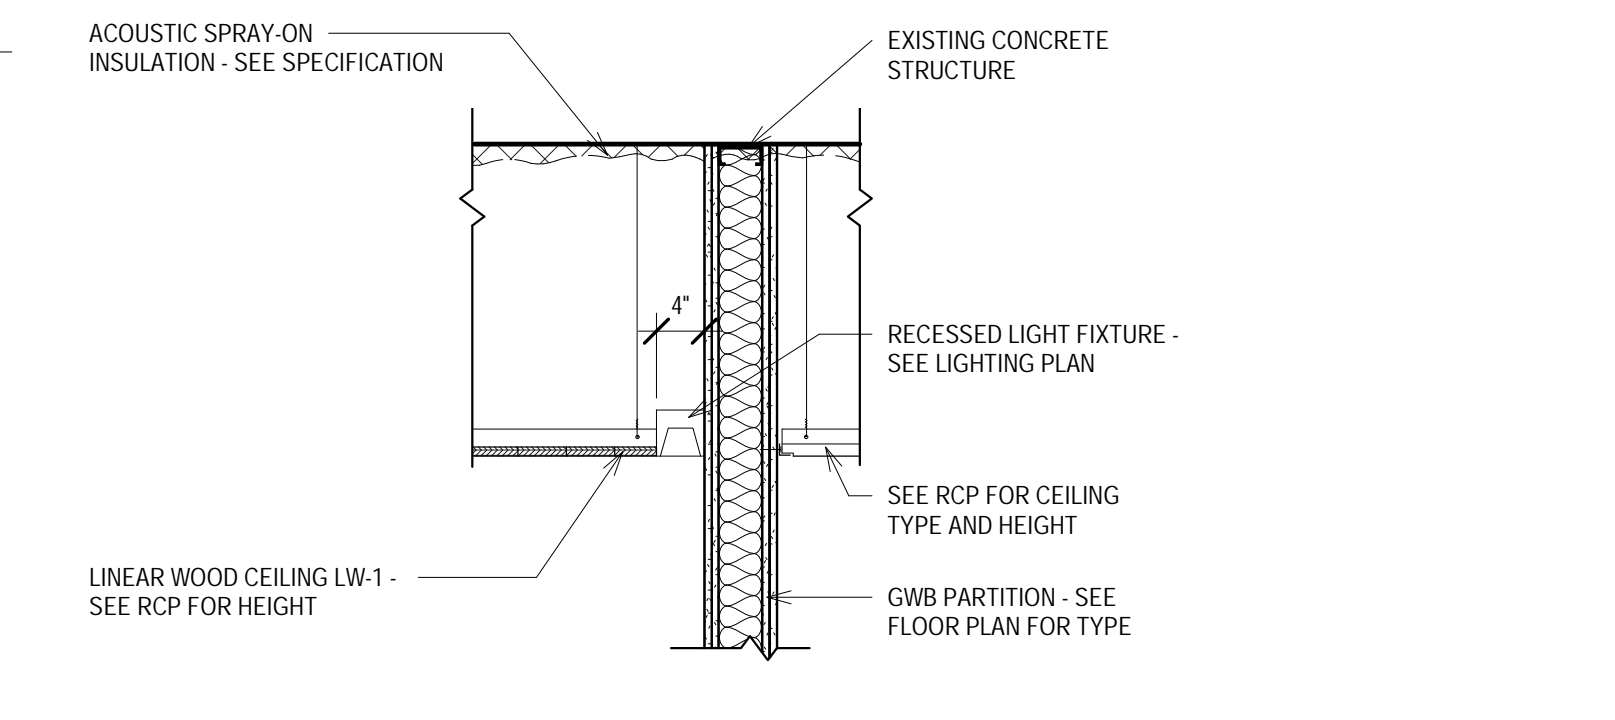 ACOUSTIC SPRAY-ON
INSULATION - SEE SPECIFICATION
EXISTING CONCRETE
STRUCTURE
4"
RECESSED LIGHT FIXTURE -
SEE LIGHTING PLAN
SEE RCP FOR CEILING
TYPE AND HEIGHT
LINEAR WOOD CEILING LW-1 -
SEE RCP FOR HEIGHT
GWB PARTITION - SEE
FLOOR PLAN FOR TYPE